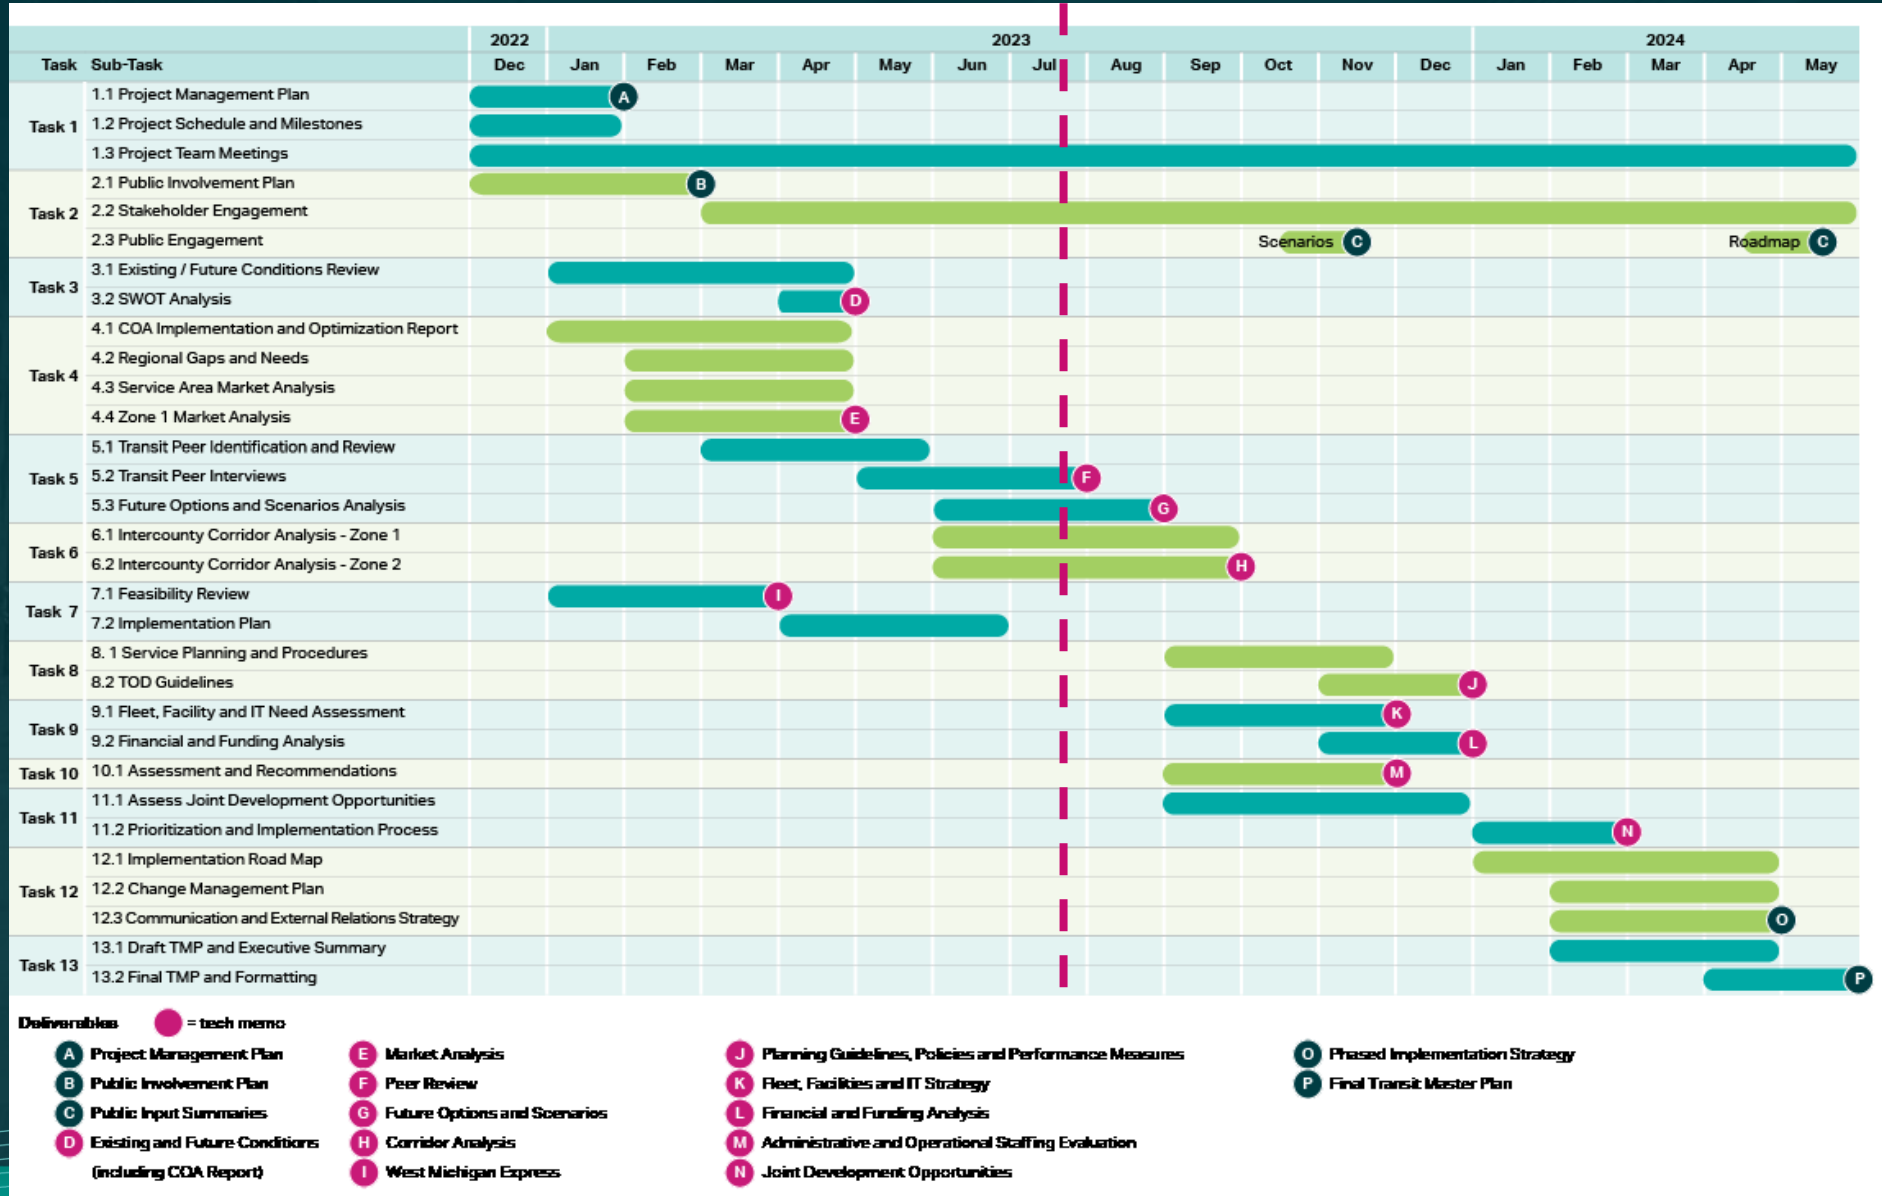 2022 2023 2024
Task Sub-Task Dec Jan Feb Mar Apr May Jun Jul Aug Sep Oct Nov Dec Jan Feb Mar Apr May
1.1 Project Management Plan A
Task 1 1.2 Project Schedule and Milestones
1.3 Project Team Meetings
2.1 Public Involvement Plan B
Task 2 2.2 Stakeholder Engagement
2.3 Public Engagement Scenarios C Roadmap C
3.1 Existing / Future Conditions Review
Task 3
3.2 SWOT Analysis D
4.1 COA Implementation and Optimization Report
4.2 Regional Gaps and Needs
Task 4
4.3 Service Area Market Analysis
4.4 Zone 1 Market Analysis E
5.1 Transit Peer Identification and Review
Task 5 5.2 Transit Peer Interviews F
5.3 Future Options and Scenarios Analysis G
6.1 Intercounty Corridor Analysis - Zone 1
Task 6
6.2 Intercounty Corridor Analysis - Zone 2 H
7.1 Feasibility Review I
Task 7
7.2 Implementation Plan
8. 1 Service Planning and Procedures
Task 8
8.2 TOD Guidelines J
9.1 Fleet, Facility and IT Need Assessment K
Task 9
9.2 Financial and Funding Analysis L
Task 10 10.1 Assessment and Recommendations M
11.1 Assess Joint Development Opportunities
Task 11
11.2 Prioritization and Implementation Process N
12.1 Implementation Road Map
Task 12 12.2 Change Management Plan
12.3 Communication and External Relations Strategy O
13.1 Draft TMP and Executive Summary
Task 13
13.2 Final TMP and Formatting P
Deliverables = tech memo
A Project Management Plan
B Public Involvement Plan
C Public Input Summaries
D Existing and Future Conditions
(including COA Report)
E Market Analysis
F Peer Review
G Future Options and Scenarios
H Corridor Analysis
I West Michigan Express
J Planning Guidelines, Policies and Performance Measures
K Fleet, Facilities and IT Strategy
L Financial and Funding Analysis
M Administrative and Operational Staffing Evaluation
N Joint Development Opportunities
O Phased Implementation Strategy
P Final Transit Master Plan